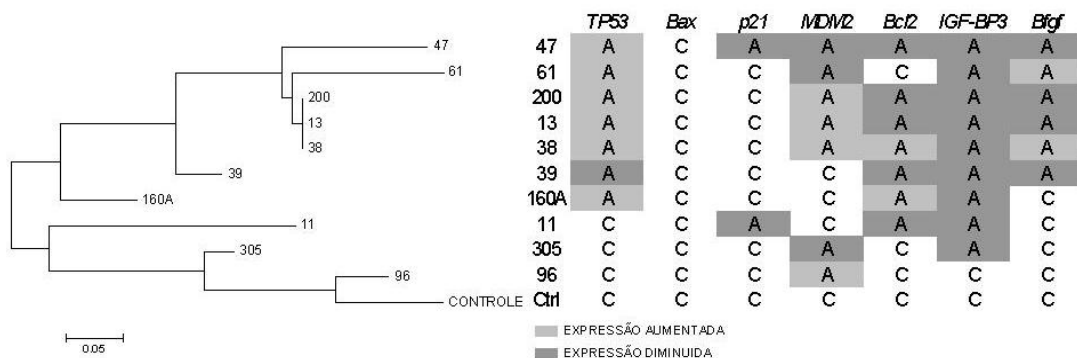 TP53 Bax p21 MDM2 Bcl2 IGF-BP3 Bfgf
47 47 A C A A A A A
61 61 A C C A C A A
200 200 A C C A A A A
13 13 A C C A A A A
38 38 A C C A A A A
39 39 A C C C A A A
160A 160A A C C C A A C
11 11 C C A C A A C
305 305 C C C A C A C
96 96 C C C A C C C
CONTROLE Ctrl C C C C C C C
0.05
EXPRESSÃO AUMENTADA
EXPRESSÃO DIMINUIDA